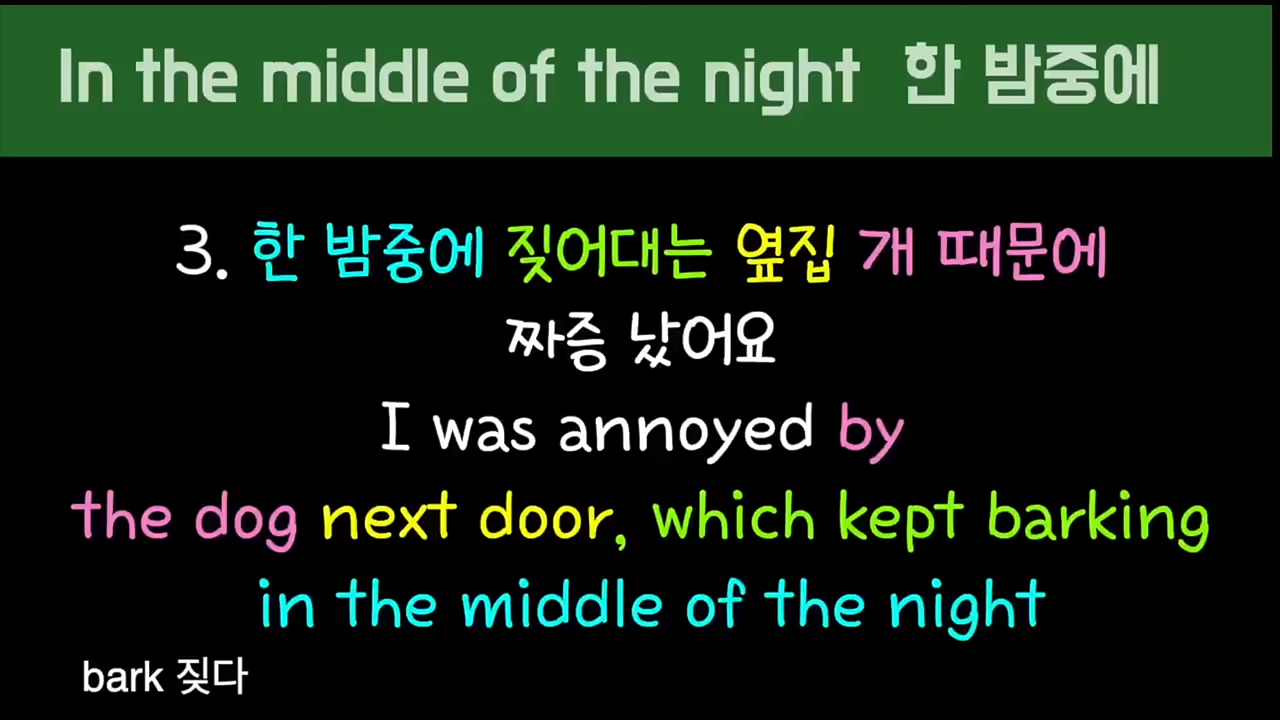 In the middle of the night 한 밤중에
3. 한 밤중에 짖어대는 옆집 개 때문에
짜증 났어요
I was annoyed by
the dog next door, which kept barking
in the middle of the night
bark 짖다